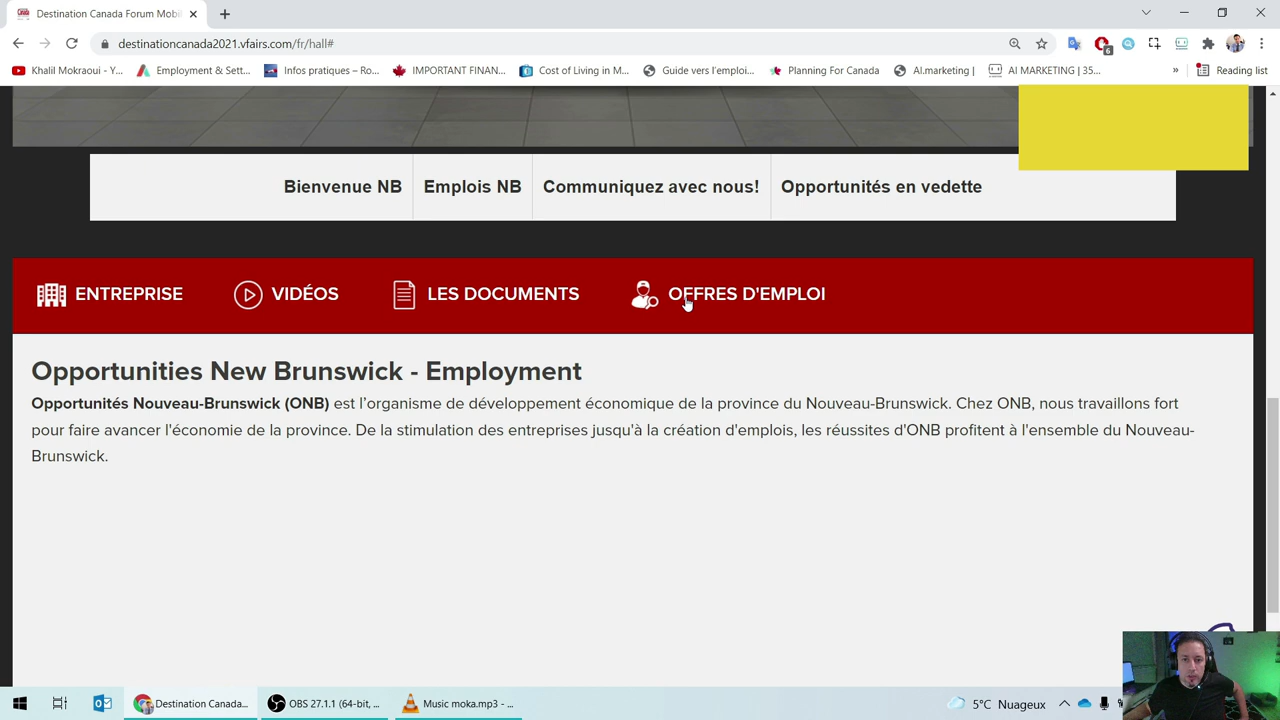 Destination Canada Forum Mobil
destinationcanada2021.vfairs.com/fr/hall#
6
Khalil Mokraoui - Y...
Employment & Sett...
Infos pratiques – Ro...
IMPORTANT FINAN...
Cost of Living in M...
Guide vers l'emploi...
Planning For Canada
AI.marketing |
AI MARKETING | 35...
»
Reading list
Bienvenue NB
Emplois NB
Communiquez avec nous!
Opportunités en vedette
ENTREPRISE
VIDÉOS
LES DOCUMENTS
OFFRES D'EMPLOI
Opportunities New Brunswick - Employment
Opportunités Nouveau-Brunswick (ONB) est l’organisme de développement économique de la province du Nouveau-Brunswick. Chez ONB, nous travaillons fort
pour faire avancer l'économie de la province. De la stimulation des entreprises jusqu'à la création d'emplois, les réussites d'ONB profitent à l'ensemble du Nouveau-
Brunswick.
Destination Canada...
OBS 27.1.1 (64-bit, ...
Music moka.mp3 - ...
5°C Nuageux